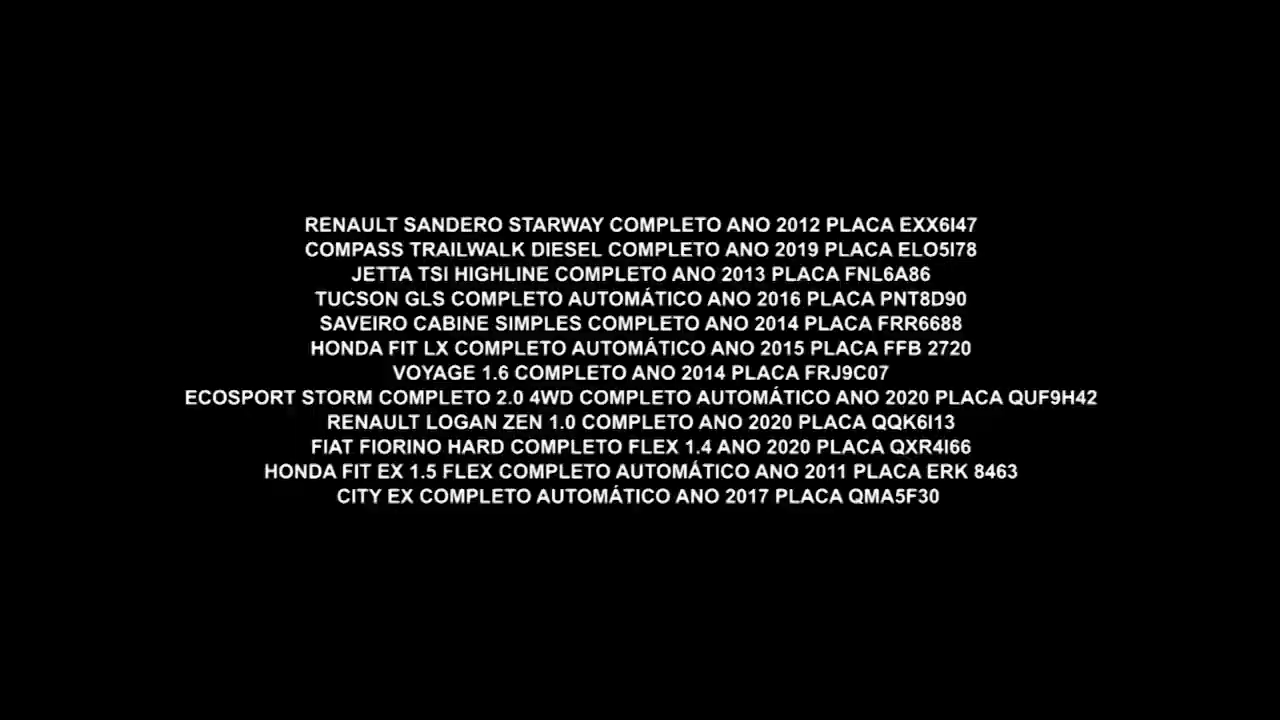 RENAULT SANDERO STARWAY COMPLETO ANO 2012 PLACA EXX6I47
COMPASS TRAILWALK DIESEL COMPLETO ANO 2019 PLACA ELO5I78
JETTA TSI HIGHLINE COMPLETO ANO 2013 PLACA FNL6A86
TUCSON GLS COMPLETO AUTOMÁTICO ANO 2016 PLACA PNT8D90
SAVEIRO CABINE SIMPLES COMPLETO ANO 2014 PLACA FRR6688
HONDA FIT LX COMPLETO AUTOMÁTICO ANO 2015 PLACA FFB 2720
VOYAGE 1.6 COMPLETO ANO 2014 PLACA FRJ9C07
ECOSPORT STORM COMPLETO 2.0 4WD COMPLETO AUTOMÁTICO ANO 2020 PLACA QUF9H42
RENAULT LOGAN ZEN 1.0 COMPLETO ANO 2020 PLACA QQK6I13
FIAT FIORINO HARD COMPLETO FLEX 1.4 ANO 2020 PLACA QXR4I66
HONDA FIT EX 1.5 FLEX COMPLETO AUTOMÁTICO ANO 2011 PLACA ERK 8463
CITY EX COMPLETO AUTOMÁTICO ANO 2017 PLACA QMA5F30